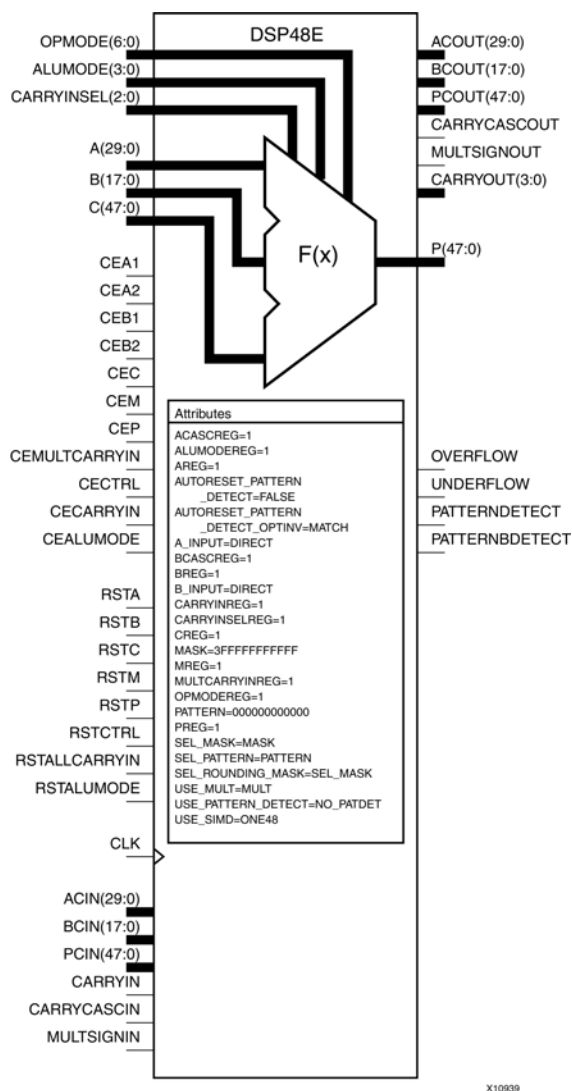 DSP48E
OPMODE(6:0)
ALUMODE(3:0)
CARRYINSEL(2:0)
A(29:0)
B(17:0)
C(47:0)
CEA1
CEA2
CEB1
CEB2
CEC
CEM
CEP
CEMULTCARRYIN
CECTRL
CECARRYIN
CEALUMODE
RSTA
RSTB
RSTC
RSTM
RSTP
RSTCTRL
RSTALLCARRYIN
RSTALUMODE
CLK
ACIN(29:0)
BCIN(17:0)
PCIN(47:0)
CARRYIN
CARRYCASCIN
MULTSIGNIN
F(x)
Attributes
ACASCREG=1
ALUMODEREG=1
AREG=1
AUTORESET_PATTERN
_DETECT=FALSE
AUTORESET_PATTERN
_DETECT_OPTINV=MATCH
A_INPUT=DIRECT
BCASCREG=1
BREG=1
B_INPUT=DIRECT
CARRYINREG=1
CARRYINSELREG=1
CREG=1
MASK=3FFFFFFFFFFF
MREG=1
MULTCARRYINREG=1
OPMODEREG=1
PATTERN=000000000000
PREG=1
SEL_MASK=MASK
SEL_PATTERN=PATTERN
SEL_ROUNDING_MASK=SEL_MASK
USE_MULT=MULT
USE_PATTERN_DETECT=NO_PATDET
USE_SIMD=ONE48
ACOUT(29:0)
BCOUT(17:0)
PCOUT(47:0)
CARRYCASCOUT
MULTSIGNOUT
CARRYOUT(3:0)
P(47:0)
OVERFLOW
UNDERFLOW
PATTERNDETECT
PATTERNBDETECT
X10939